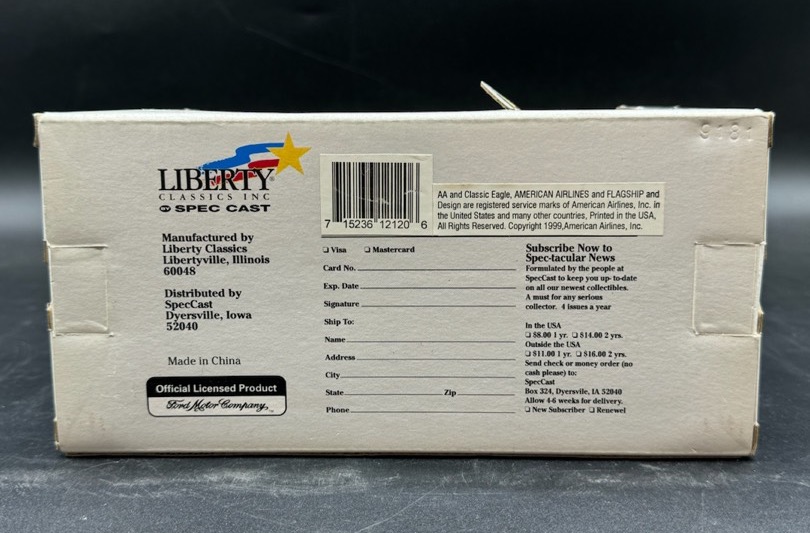 9181
LIBERTY®
CLASSICS INC
SPEC CAST
Manufactured by
Liberty Classics
Libertyville, Illinois
60048
Distributed by
SpecCast
Dyersville, Iowa
52040
Made in China
Official Licensed Product
Ford Motor Company™
7 15236 12120 6
AA and Classic Eagle, AMERICAN AIRLINES and FLAGSHIP and
Design are registered service marks of American Airlines, Inc. in
the United States and many other countries, Printed in the USA,
All Rights Reserved. Copyright 1999,American Airlines, Inc.
❏ Visa ❏ Mastercard
Card No.
Exp. Date
Signature
Ship To:
Name
Address
City
State Zip
Phone
Subscribe Now to
Spec-tacular News
Formulated by the people at
SpecCast to keep you up-to-date
on all our newest collectibles.
A must for any serious
collector. 4 issues a year
In the USA
❏ $8.00 1 yr. ❏ $14.00 2 yrs.
Outside the USA
❏ $11.00 1 yr. ❏ $16.00 2 yrs.
Send check or money order (no
cash please) to:
SpecCast
Box 324, Dyersville, IA 52040
Allow 4-6 weeks for delivery.
❏ New Subscriber ❏ Renewel